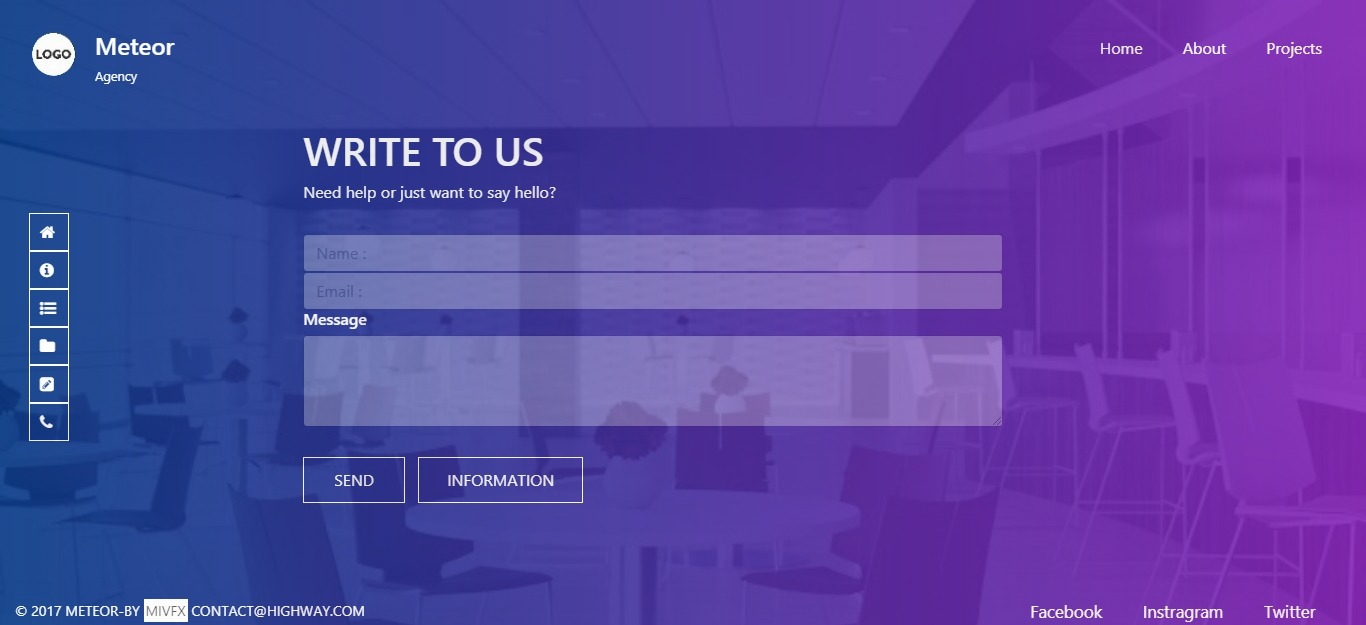 LOGO
Meteor
Agency
Home About Projects
WRITE TO US
Need help or just want to say hello?
Name :
Email :
Message
SEND INFORMATION
© 2017 METEOR-BY MIVFX CONTACT@HIGHWAY.COM
Facebook Instragram Twitter